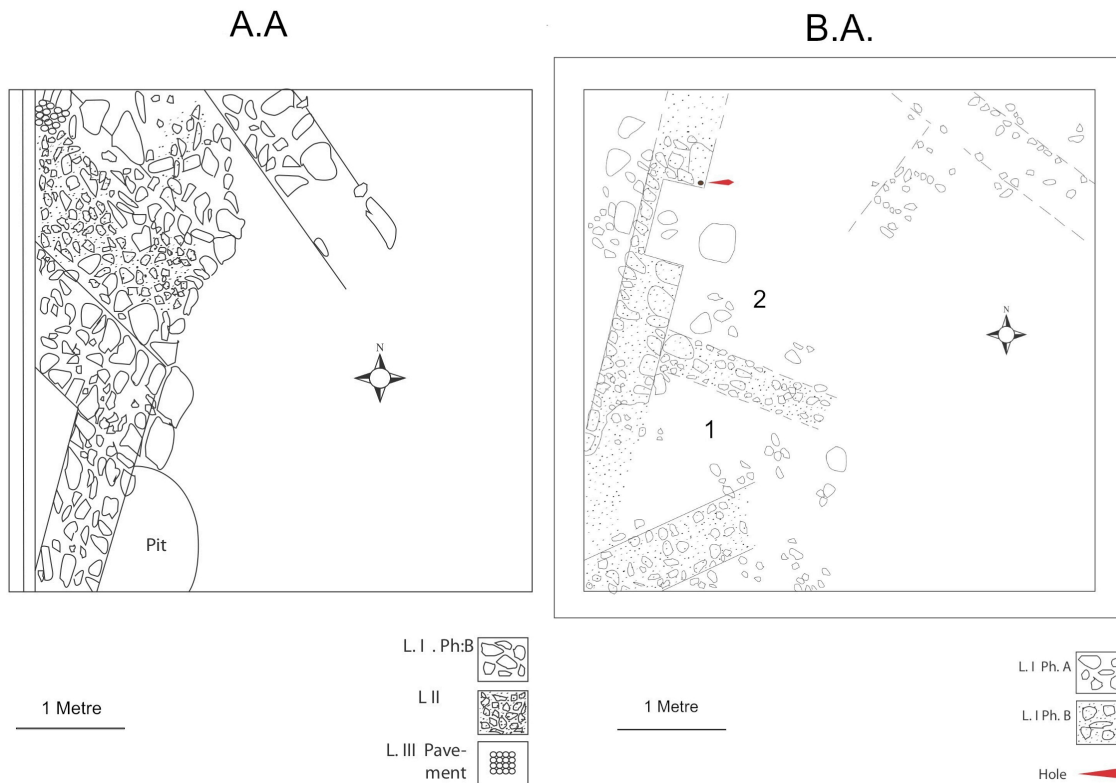 A.A
B.A.
N
Pit
N
2
1
L. I . Ph:B
L II
L. III Pave-
ment
1 Metre
L. I Ph. A
L. I Ph. B
Hole
1 Metre